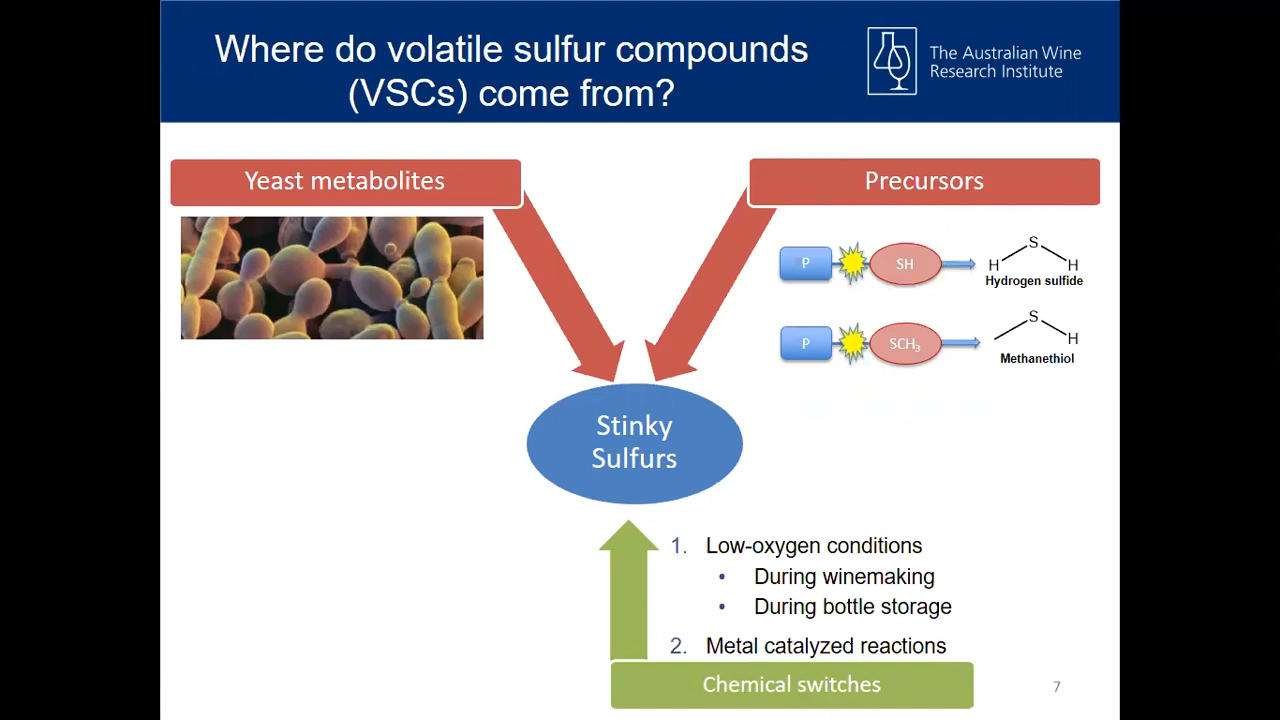 Where do volatile sulfur compounds
(VSCs) come from?
The Australian Wine
Research Institute
Yeast metabolites
Precursors
P
SH
S
H
H
Hydrogen sulfide
P
SCH₃
S
H
Methanethiol
Stinky
Sulfurs
1. Low-oxygen conditions
• During winemaking
• During bottle storage
2. Metal catalyzed reactions
Chemical switches
7